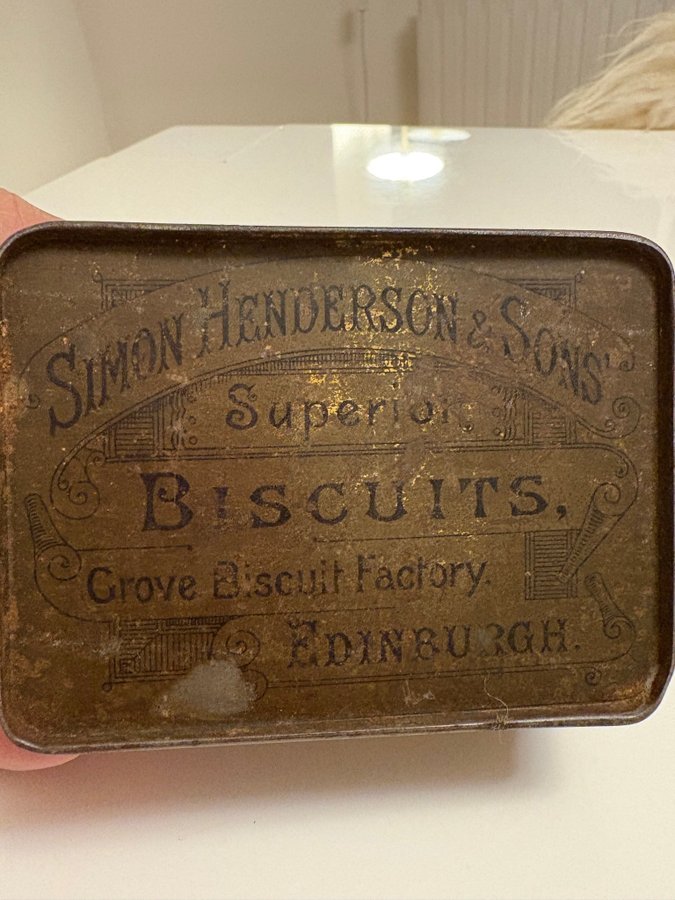 SIMON HENDERSON & SONS'
Superior
BISCUITS,
Grove Biscuit Factory.
EDINBURGH.